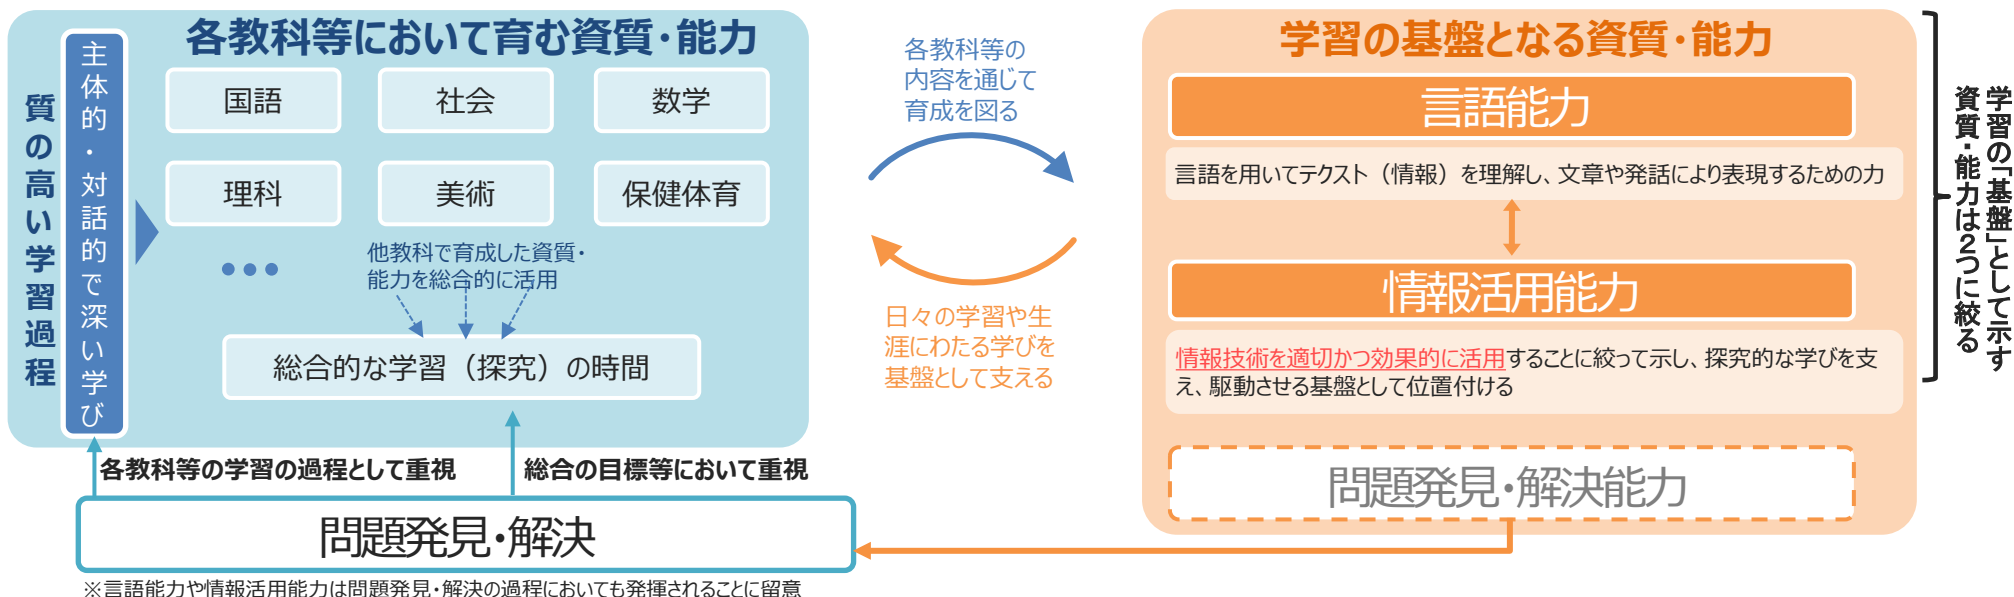 質の高い学習過程
主体的・対話的で深い学び
各教科等において育む資質・能力
国語
社会
数学
理科
美術
保健体育
●●●
他教科で育成した資質・
能力を総合的に活用
総合的な学習（探究）の時間
各教科等の学習の過程として重視
総合の目標等において重視
問題発見・解決
※言語能力や情報活用能力は問題発見・解決の過程においても発揮されることに留意
各教科等の
内容を通じて
育成を図る
日々の学習や生
涯にわたる学びを
基盤として支える
学習の基盤となる資質・能力
言語能力
言語を用いてテクスト（情報）を理解し、文章や発話により表現するための力
情報活用能力
情報技術を適切かつ効果的に活用することに絞って示し、探究的な学びを支
え、駆動させる基盤として位置付ける
問題発見・解決能力
学習の「基盤」として示す
資質・能力は２つに絞る